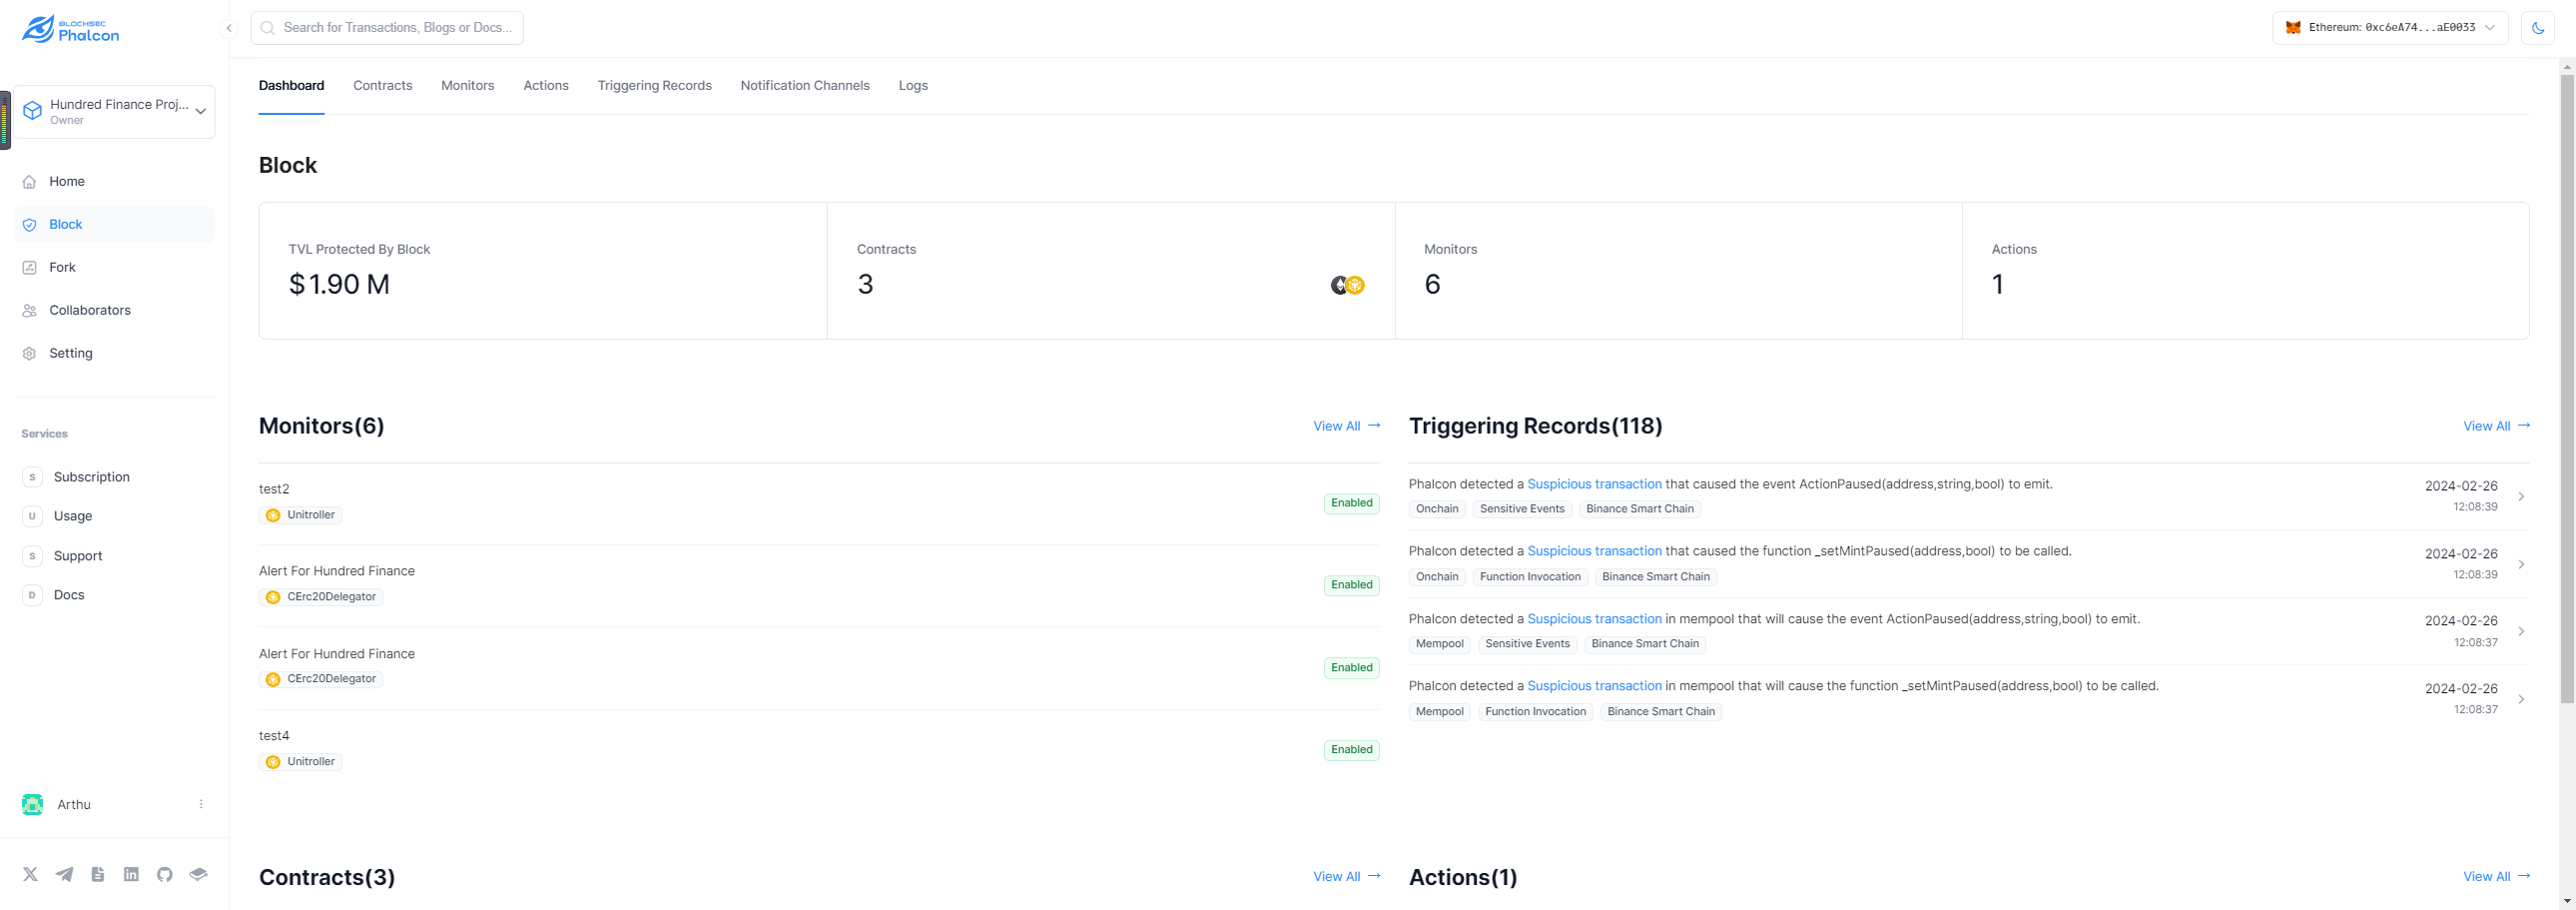 BLOCKSEC
Phalcon
Search for Transactions, Blogs or Docs...
Ethereum: 0xc6eA74...aE0033
Hundred Finance Proj...
Owner
Home
Block
Fork
Collaborators
Setting
Services
S Subscription
U Usage
S Support
D Docs
Arthu
Dashboard Contracts Monitors Actions Triggering Records Notification Channels Logs
Block
TVL Protected By Block
$1.90 M
Contracts
3
Monitors
6
Actions
1
Monitors(6) View All →
test2
Unitroller
Enabled
Alert For Hundred Finance
CErc20Delegator
Enabled
Alert For Hundred Finance
CErc20Delegator
Enabled
test4
Unitroller
Enabled
Triggering Records(118) View All →
Phalcon detected a Suspicious transaction that caused the event ActionPaused(address,string,bool) to emit.
Onchain Sensitive Events Binance Smart Chain
2024-02-26
12:08:39
Phalcon detected a Suspicious transaction that caused the function _setMintPaused(address,bool) to be called.
Onchain Function Invocation Binance Smart Chain
2024-02-26
12:08:39
Phalcon detected a Suspicious transaction in mempool that will cause the event ActionPaused(address,string,bool) to emit.
Mempool Sensitive Events Binance Smart Chain
2024-02-26
12:08:37
Phalcon detected a Suspicious transaction in mempool that will cause the function _setMintPaused(address,bool) to be called.
Mempool Function Invocation Binance Smart Chain
2024-02-26
12:08:37
Contracts(3) View All →
Actions(1) View All →